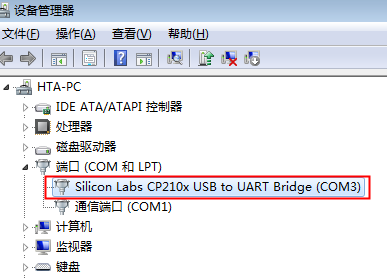 设备管理器
文件(F) 操作(A) 查看(V) 帮助(H)
HTA-PC
IDE ATA/ATAPI 控制器
处理器
磁盘驱动器
端口 (COM 和 LPT)
Silicon Labs CP210x USB to UART Bridge (COM3)
通信端口 (COM1)
计算机
监视器
键盘